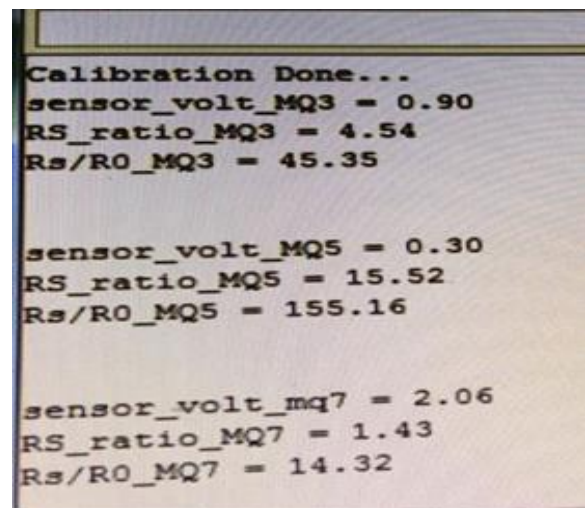 Calibration Done...
sensor_volt_MQ3 = 0.90
RS_ratio_MQ3 = 4.54
Rs/R0_MQ3 = 45.35
sensor_volt_MQ5 = 0.30
RS_ratio_MQ5 = 15.52
Rs/R0_MQ5 = 155.16
sensor_volt_mq7 = 2.06
RS_ratio_MQ7 = 1.43
Rs/R0_MQ7 = 14.32